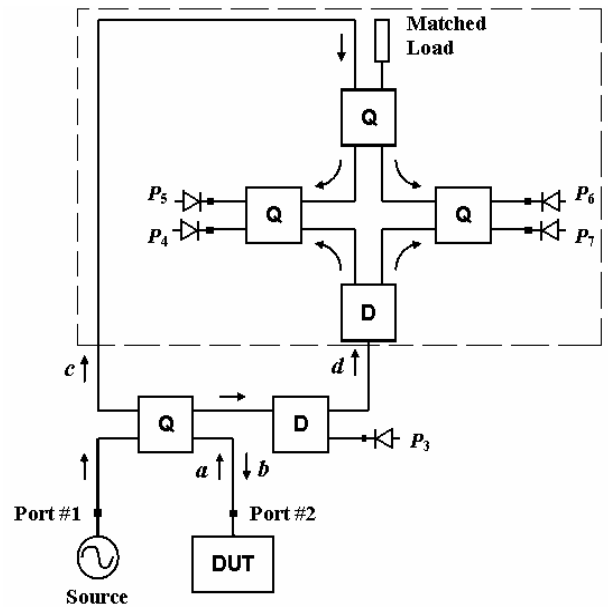 Matched
Load
Q
P5
P4
Q
Q
P6
P7
D
c
d
Q
D
P3
a
b
Port #1
Port #2
DUT
Source